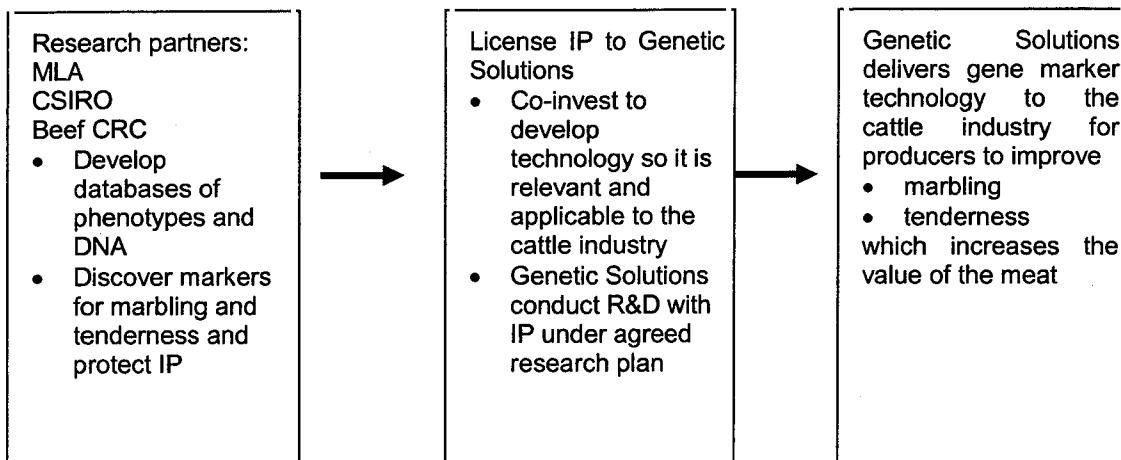 Research partners:
MLA
CSIRO
Beef CRC
• Develop
databases of
phenotypes and
DNA
• Discover markers
for marbling and
tenderness and
protect IP
License IP to Genetic
Solutions
• Co-invest to
develop
technology so it is
relevant and
applicable to the
cattle industry
• Genetic Solutions
conduct R&D with
IP under agreed
research plan
Genetic Solutions
delivers gene marker
technology to the
cattle industry for
producers to improve
• marbling
• tenderness
which increases the
value of the meat